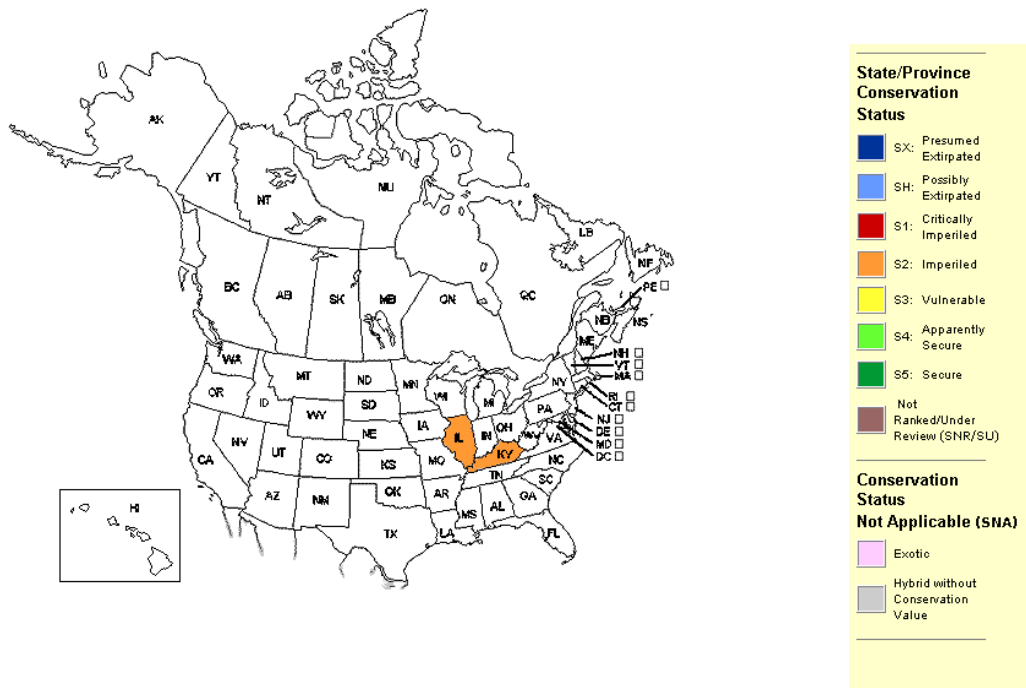 AK
YT
NT
NU
LB
NF
BC
AB
SK
MB
ON
QC
PE
NB
NS
ME
NH
VT
MA
WA
MT
ND
MN
OR
ID
SD
WI
MI
NY
RI
CT
WY
IA
PA
NJ
NE
IL
IN
OH
DE
NV
UT
CO
WV
VA
MD
DC
CA
KS
MO
KY
NC
TN
SC
AZ
NM
OK
AR
MS
AL
GA
TX
LA
FL
HI
State/Province
Conservation
Status
SX: Presumed
Extirpated
SH: Possibly
Extirpated
S1: Critically
Imperiled
S2: Imperiled
S3: Vulnerable
S4: Apparently
Secure
S5: Secure
Not
Ranked/Under
Review (SNR/SU)
Conservation
Status
Not Applicable (SNA)
Exotic
Hybrid without
Conservation
Value